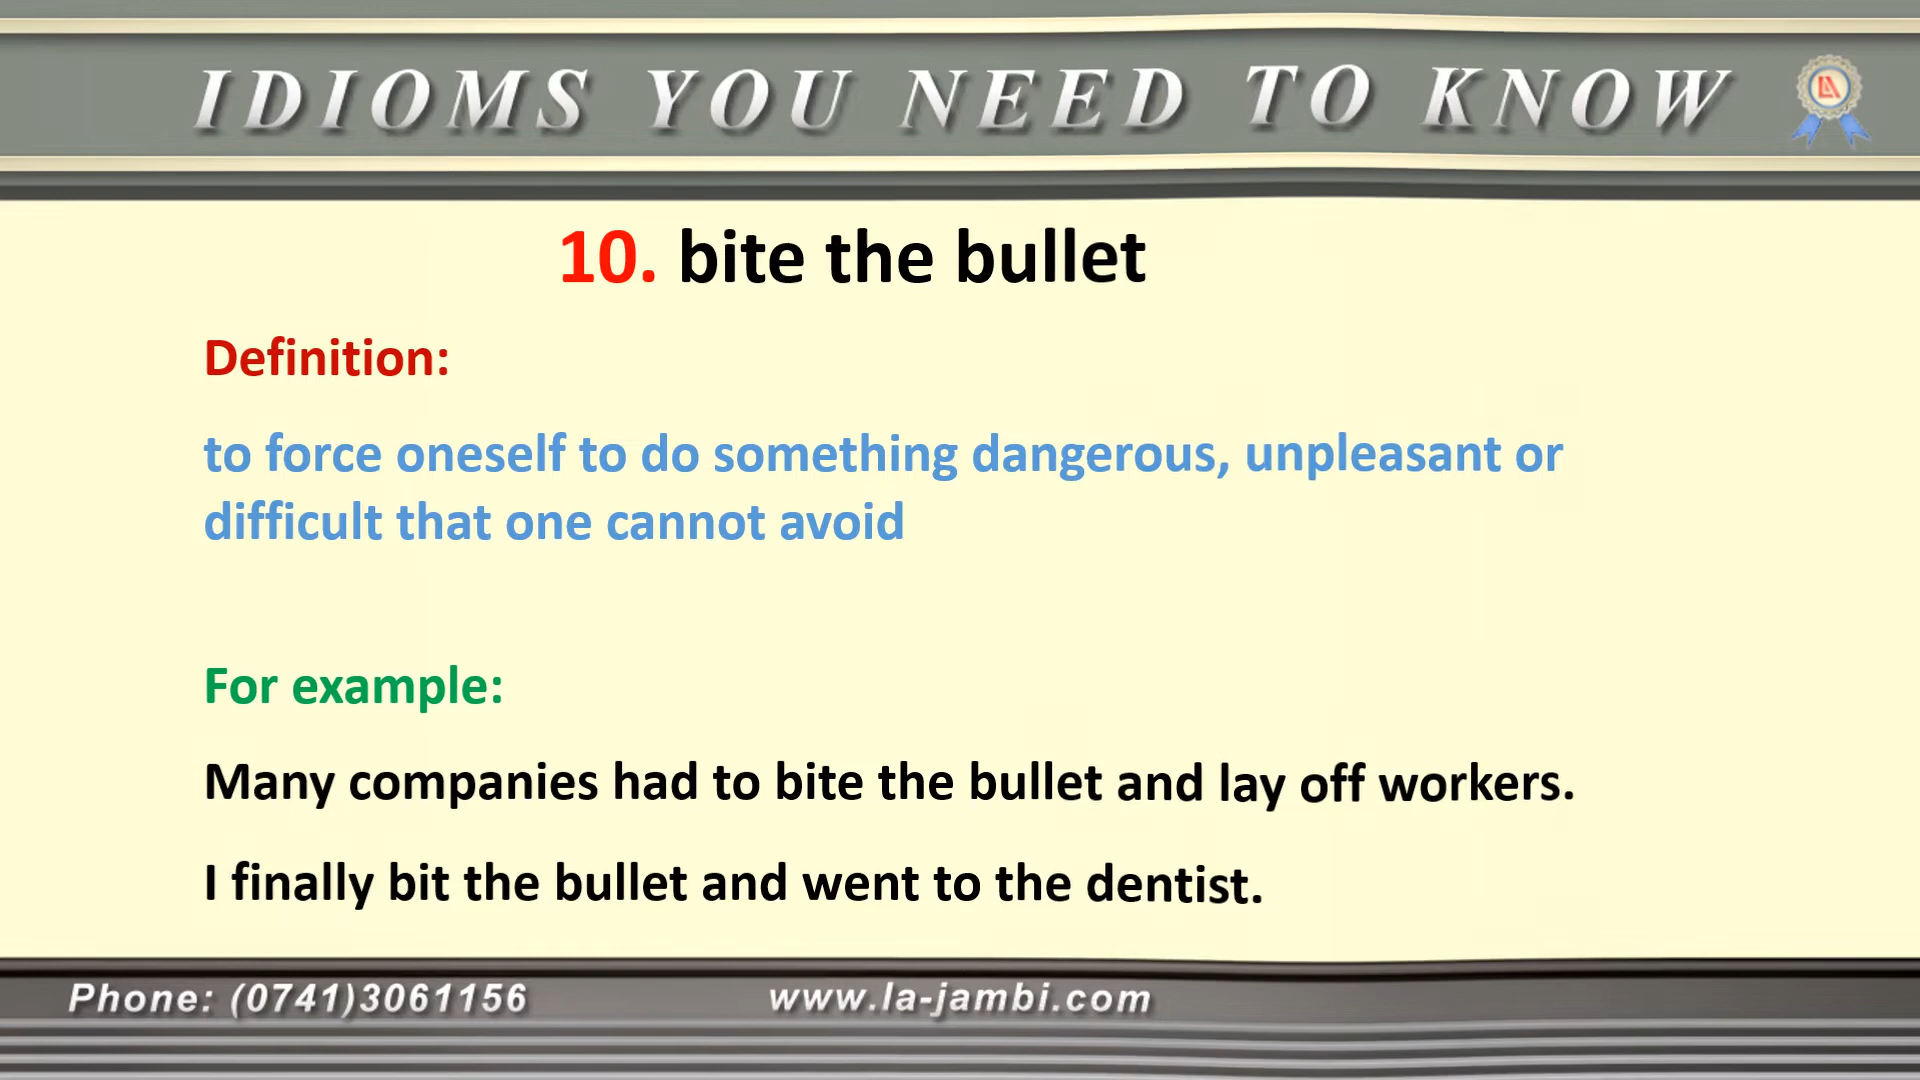 IDIOMS YOU NEED TO KNOW
LA
10. bite the bullet
Definition:
to force oneself to do something dangerous, unpleasant or
difficult that one cannot avoid
For example:
Many companies had to bite the bullet and lay off workers.
I finally bit the bullet and went to the dentist.
Phone: (0741)3061156
www.la-jambi.com